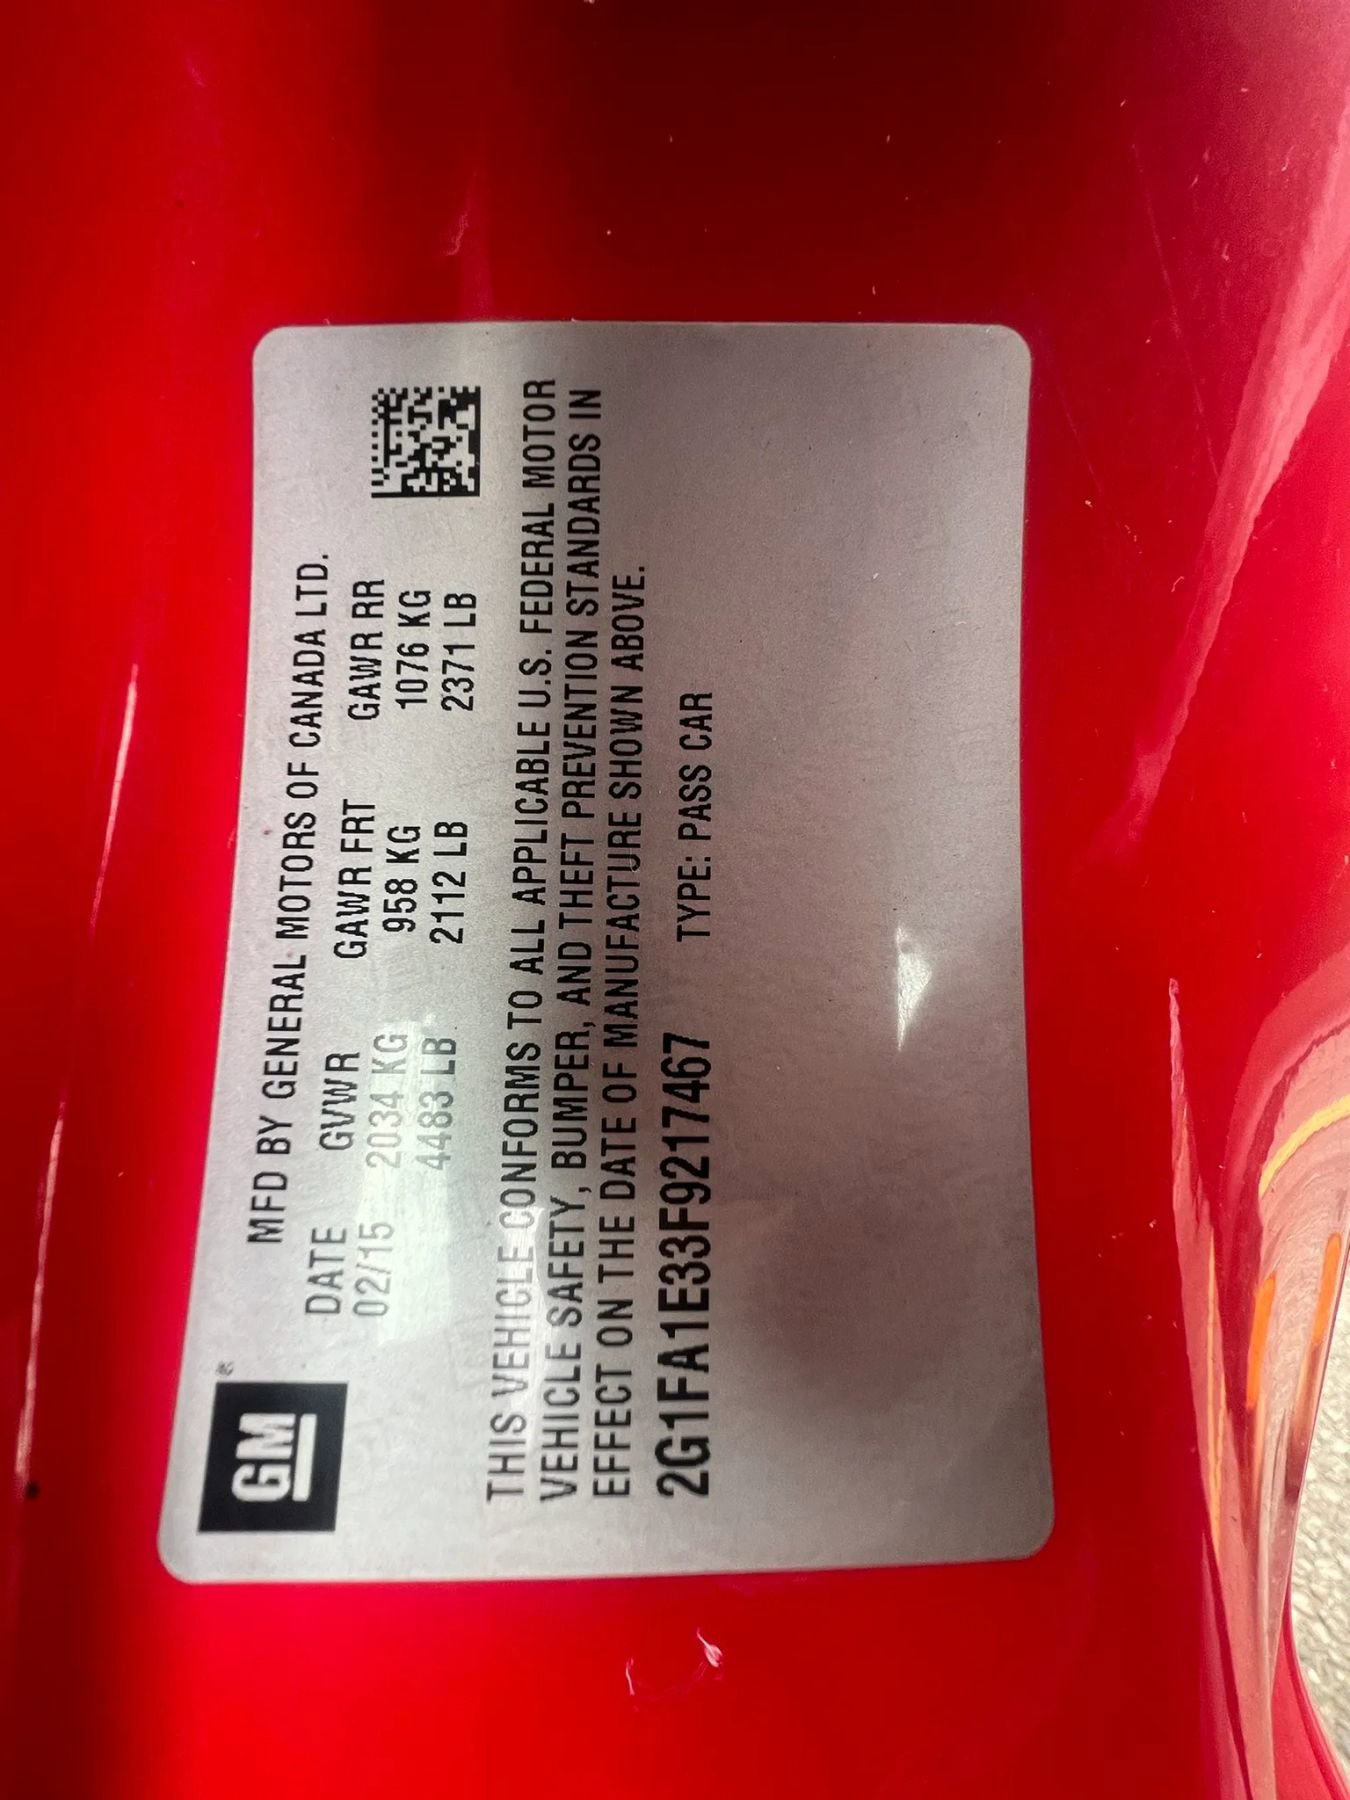 GM®
MFD BY GENERAL MOTORS OF CANADA LTD.
DATE GVWR GAWR FRT GAWR RR
02/15 2034 KG 958 KG 1076 KG
4483 LB 2112 LB 2371 LB
THIS VEHICLE CONFORMS TO ALL APPLICABLE U.S. FEDERAL MOTOR
VEHICLE SAFETY, BUMPER, AND THEFT PREVENTION STANDARDS IN
EFFECT ON THE DATE OF MANUFACTURE SHOWN ABOVE.
2G1FA1E33F9217467 TYPE: PASS CAR